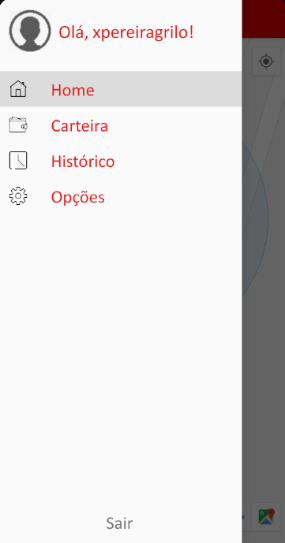 Olá, xpereiragrilo!
Home
Carteira
Histórico
Opções
Sair